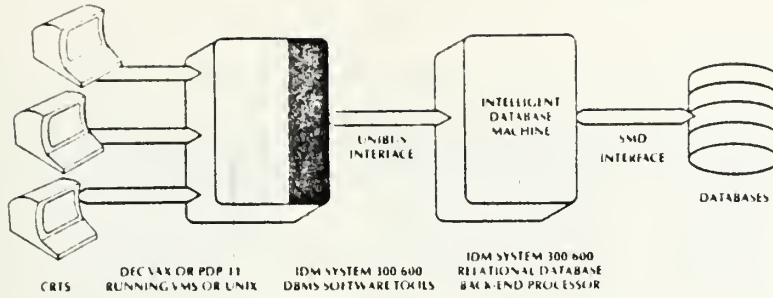 INTELLIGENT
DATABASE
MACHINE
UNIBUS
INTERFACE
SMD
INTERFACE
DATABASES
CRTS
DEC VAX OR PDP 11
RUNNING VMS OR UNIX
IDM SYSTEM 300 600
DBMS SOFTWARE TOOLS
IDM SYSTEM 300 600
RELATIONAL DATABASE
BACK-END PROCESSOR